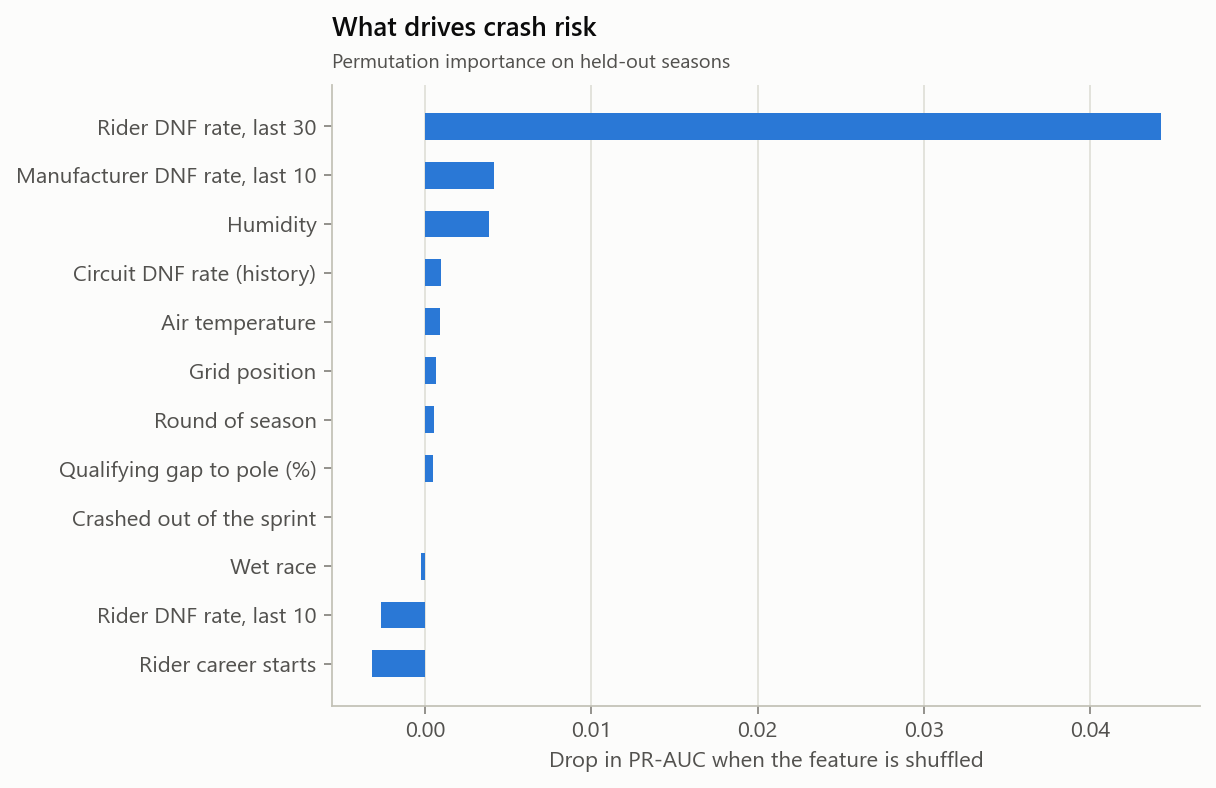 What drives crash risk
Permutation importance on held-out seasons
Rider DNF rate, last 30
Manufacturer DNF rate, last 10
Humidity
Circuit DNF rate (history)
Air temperature
Grid position
Round of season
Qualifying gap to pole (%)
Crashed out of the sprint
Wet race
Rider DNF rate, last 10
Rider career starts
0.00 0.01 0.02 0.03 0.04
Drop in PR-AUC when the feature is shuffled